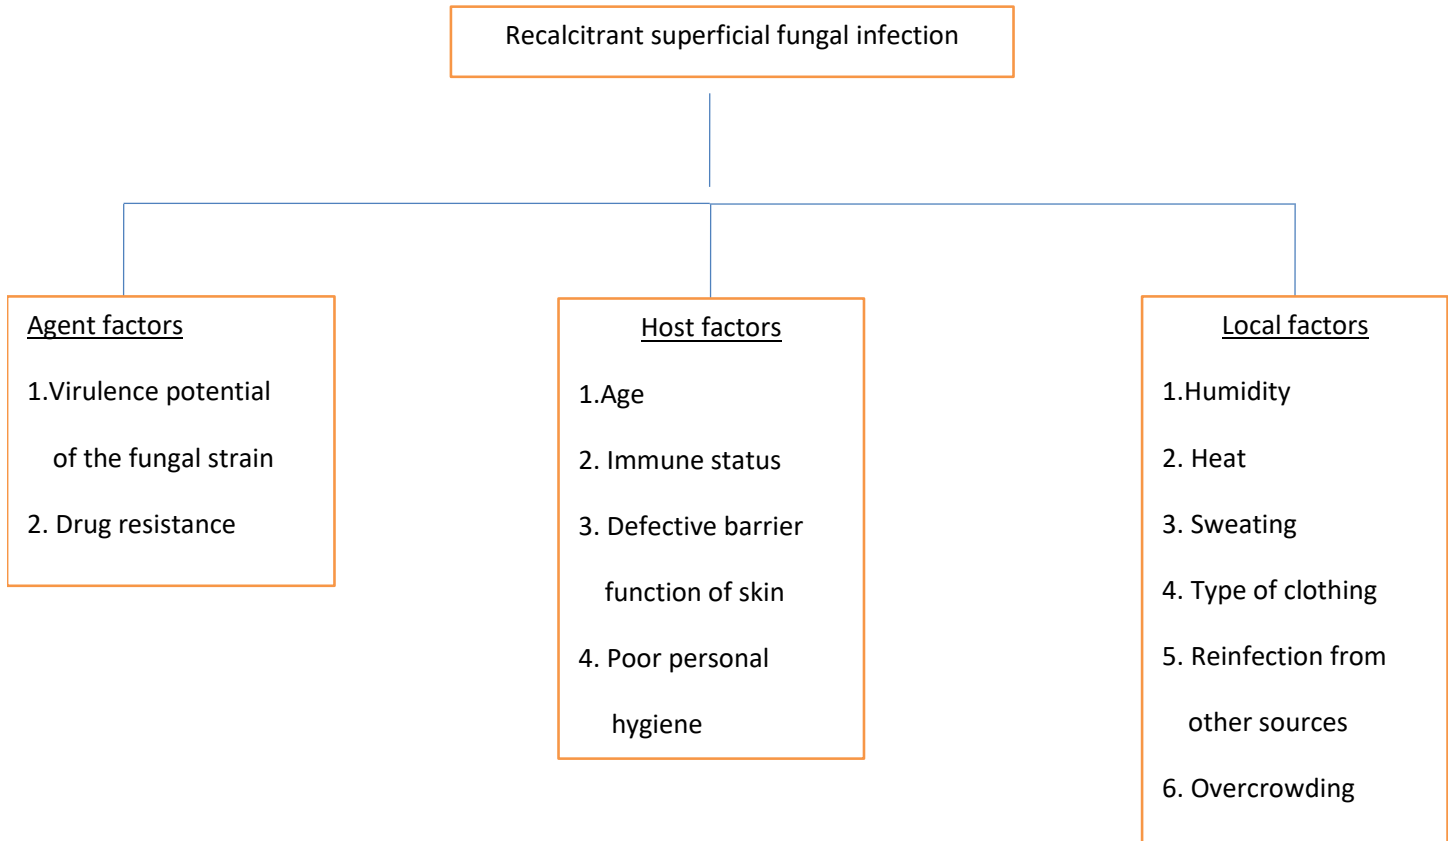 Recalcitrant superficial fungal infection
Agent factors
1.Virulence potential
of the fungal strain
2. Drug resistance
Host factors
1.Age
2. Immune status
3. Defective barrier
function of skin
4. Poor personal
hygiene
Local factors
1.Humidity
2. Heat
3. Sweating
4. Type of clothing
5. Reinfection from
other sources
6. Overcrowding